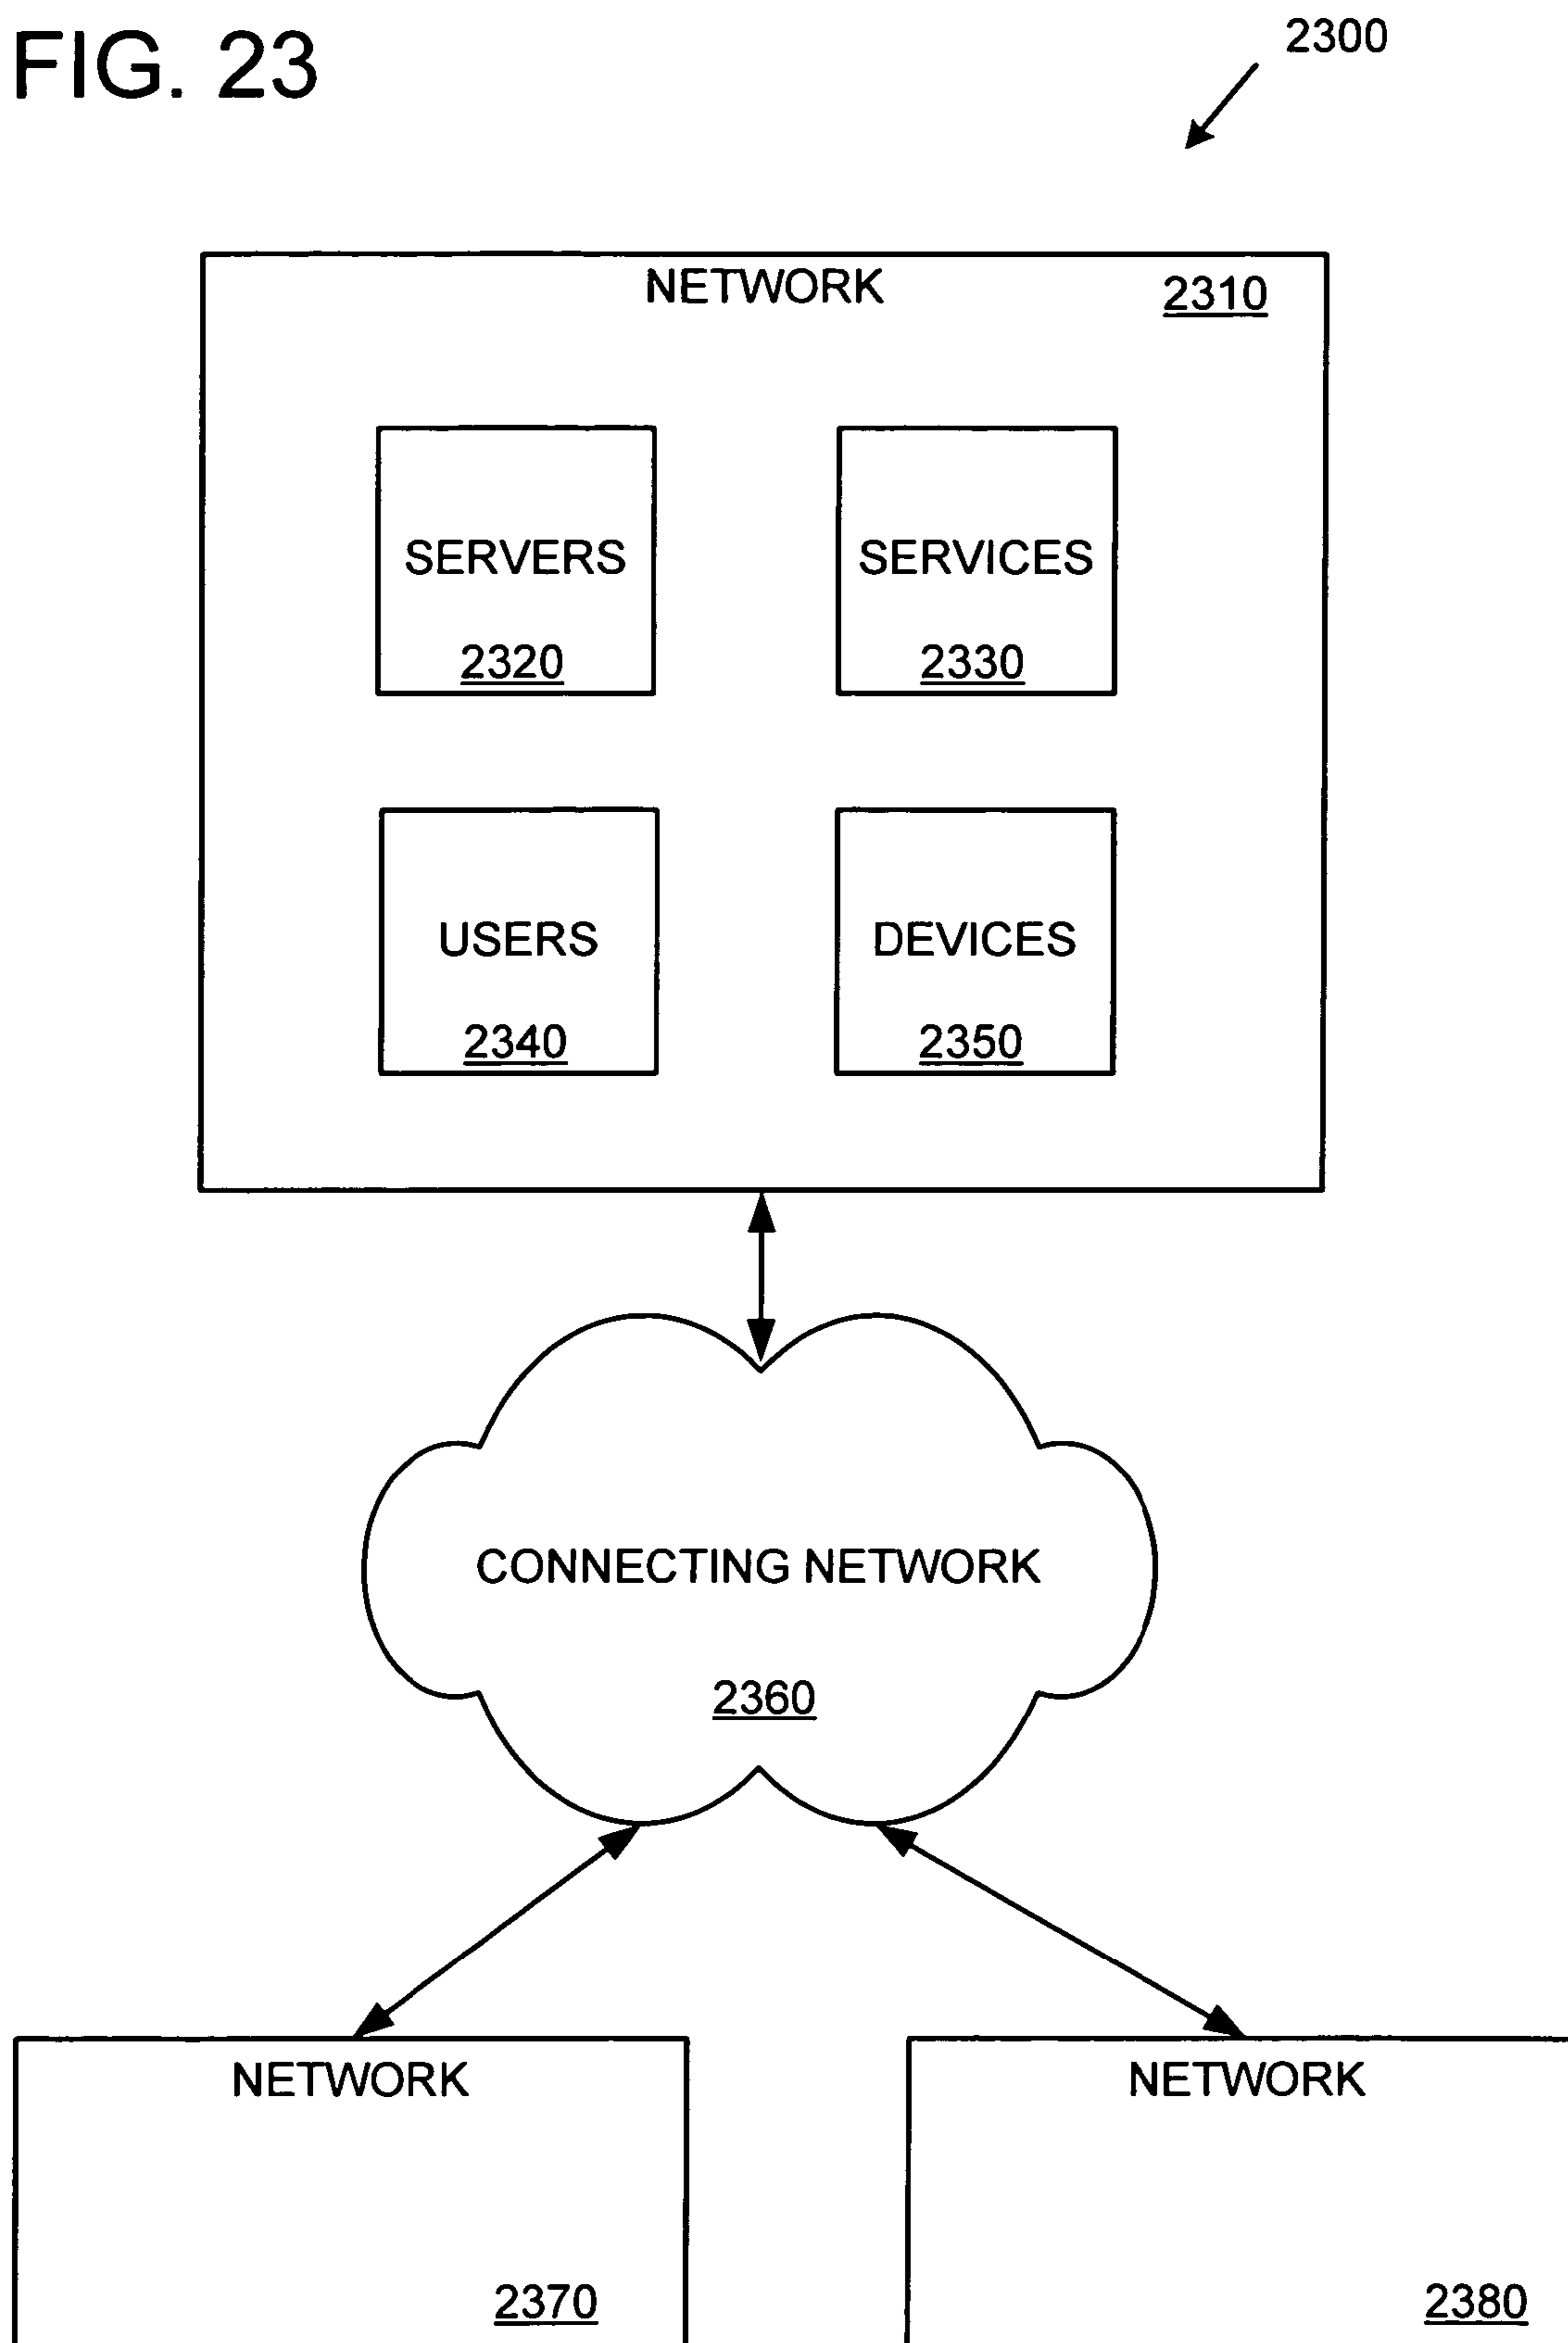 FIG. 23
2300
NETWORK
2310
SERVERS
2320
SERVICES
2330
USERS
2340
DEVICES
2350
CONNECTING NETWORK
2360
NETWORK
2370
NETWORK
2380